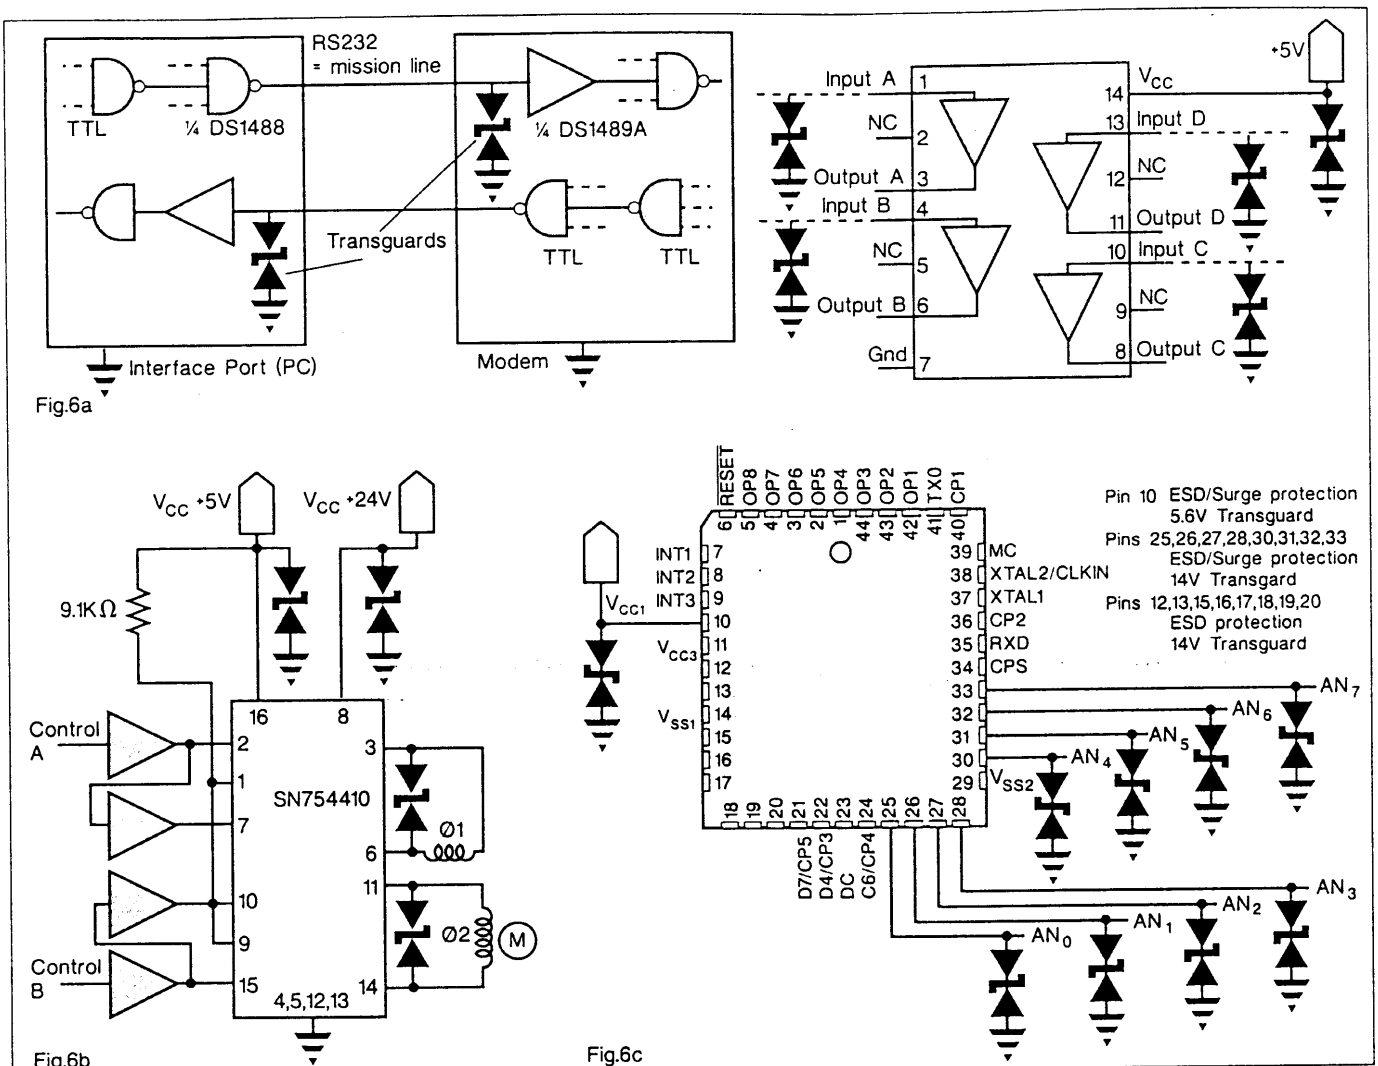 RS232
= mission line
TTL
¼ DS1488
¼ DS1489A
Transguards
TTL
TTL
Interface Port (PC)
Modem
Fig.6a
+5V
Input A
1
VCC
14
13
Input D
NC
2
NC
12
Output A
3
Input B
4
11
Output D
10
Input C
NC
5
NC
9
Output B
6
8
Output C
Gnd
7
VCC +5V
VCC +24V
9.1KΩ
16
8
Control
A
2
3
1
SN754410
7
Ø1
6
11
10
Ø2
M
9
Control
B
15
14
4,5,12,13
Fig.6b
RESET
OP8
OP7
OP6
OP5
OP4
OP3
OP2
OP1
TX0
CP1
6
5
4
3
2
1
44
43
42
41
40
INT1
7
INT2
8
INT3
9
VCC1
10
VCC3
11
12
13
VSS1
14
15
16
17
39
MC
38
XTAL2/CLKIN
37
XTAL1
36
CP2
35
RXD
34
CPS
33
AN7
32
AN6
31
AN5
30
AN4
29
VSS2
18
19
20
21
22
23
24
25
26
27
28
D7/CP5
D4/CP3
DC
C6/CP4
AN3
AN2
AN1
AN0
Pin 10 ESD/Surge protection
5.6V Transguard
Pins 25,26,27,28,30,31,32,33
ESD/Surge protection
14V Transgard
Pins 12,13,15,16,17,18,19,20
ESD protection
14V Transguard
Fig.6c